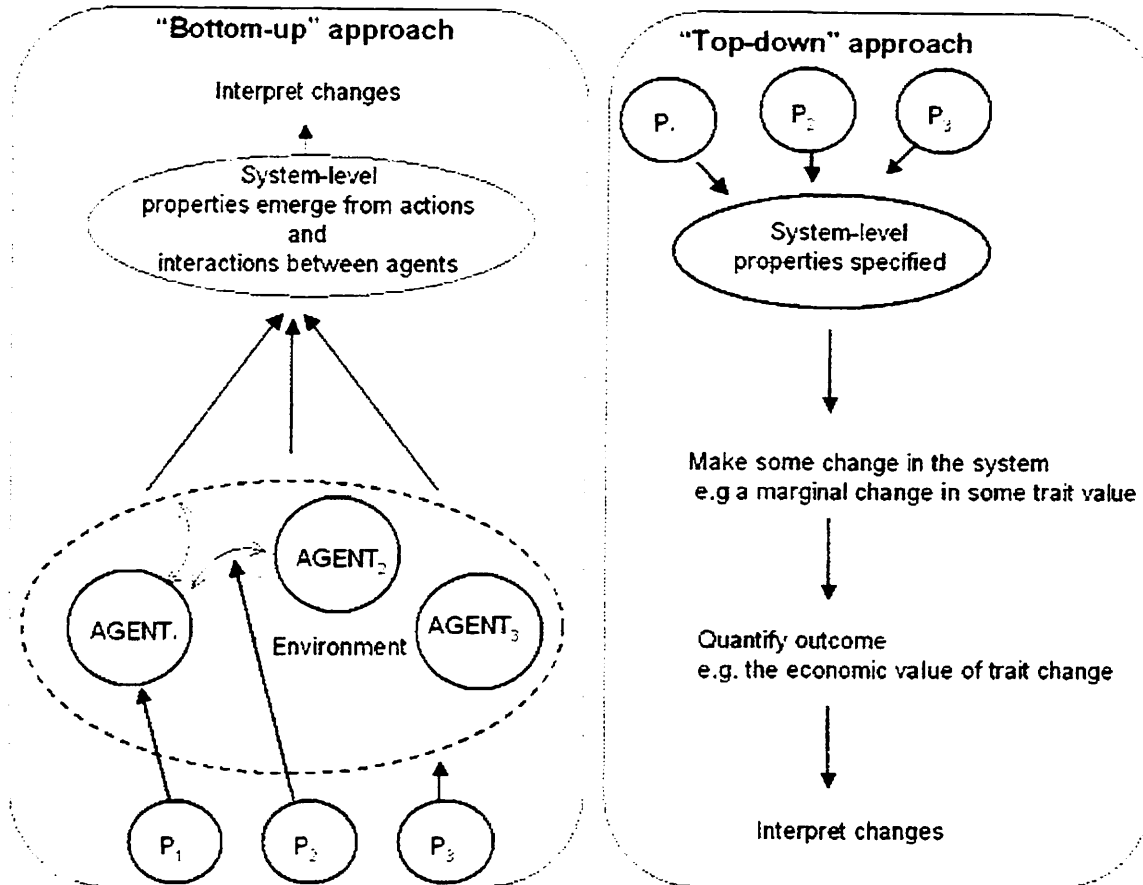 "Bottom-up" approach
Interpret changes
System-level
properties emerge from actions
and
interactions between agents
AGENT.
AGENT₂
AGENT₃
Environment
P₁
P₂
P₃
"Top-down" approach
P.
P₂
P₃
System-level
properties specified
Make some change in the system
e.g a marginal change in some trait value
Quantify outcome
e.g. the economic value of trait change
Interpret changes